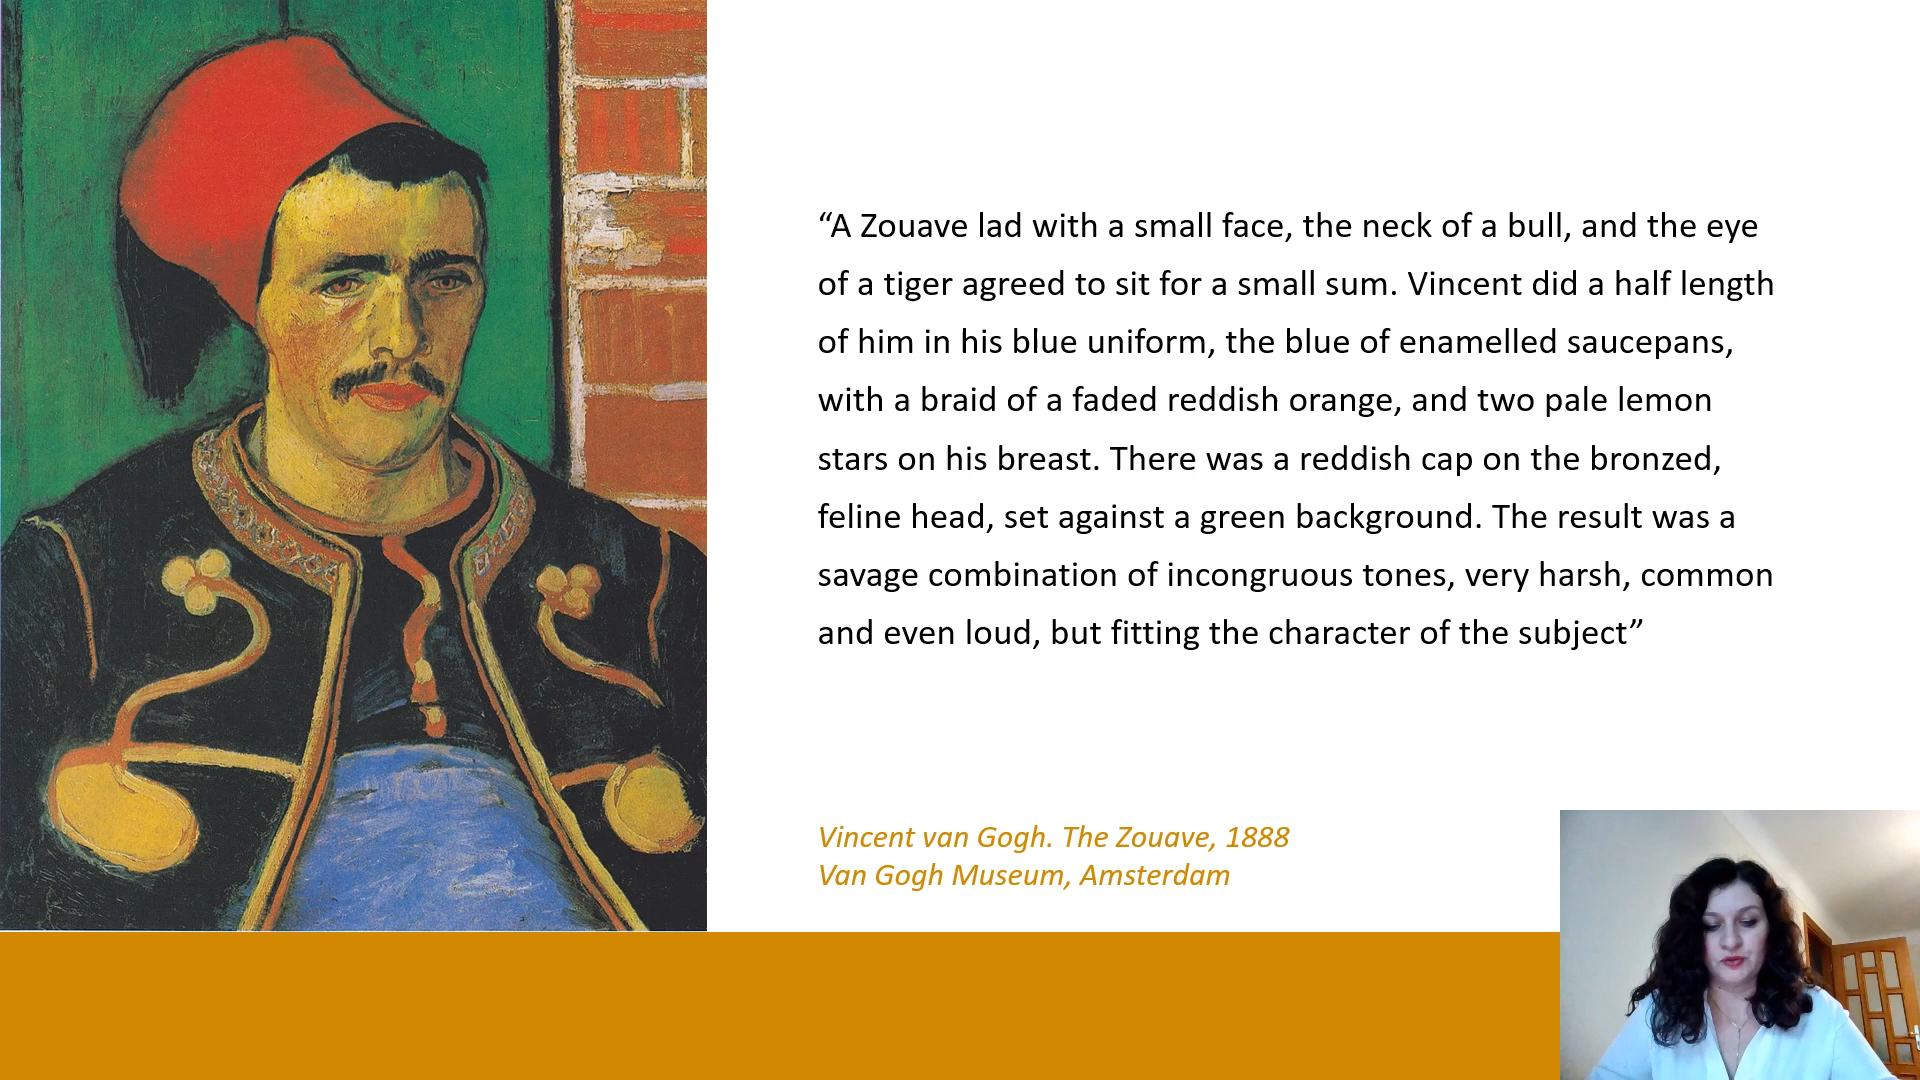 “A Zouave lad with a small face, the neck of a bull, and the eye
of a tiger agreed to sit for a small sum. Vincent did a half length
of him in his blue uniform, the blue of enamelled saucepans,
with a braid of a faded reddish orange, and two pale lemon
stars on his breast. There was a reddish cap on the bronzed,
feline head, set against a green background. The result was a
savage combination of incongruous tones, very harsh, common
and even loud, but fitting the character of the subject”
Vincent van Gogh. The Zouave, 1888
Van Gogh Museum, Amsterdam